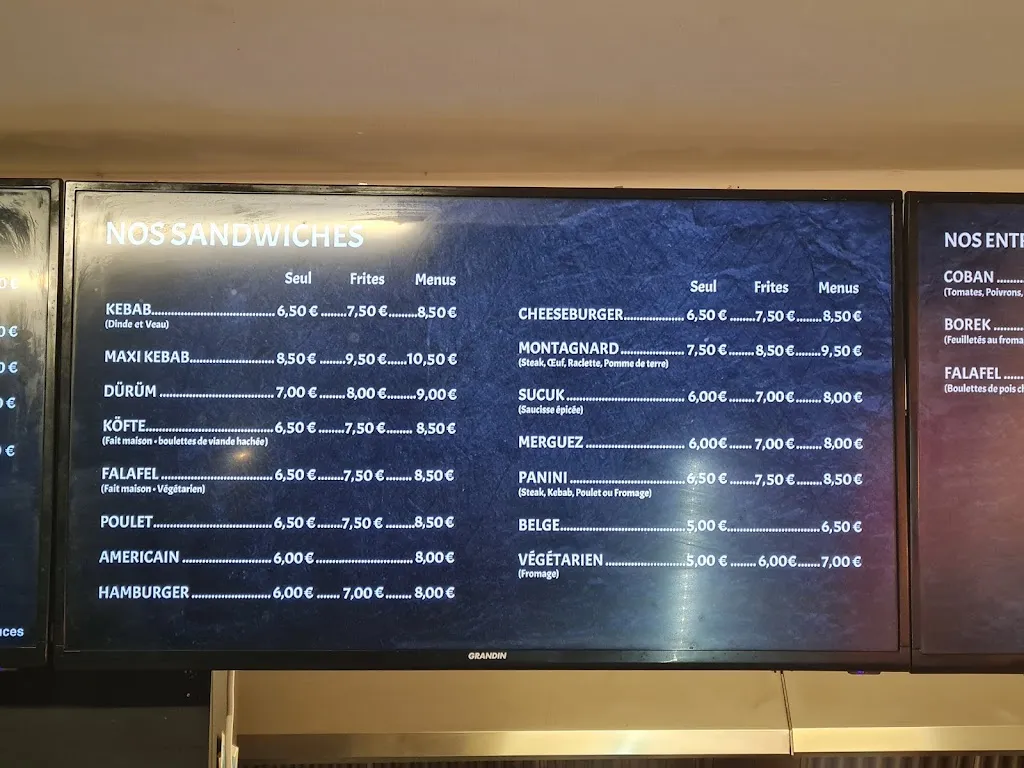 NOS SANDWICHES
Seul Frites Menus
KEBAB 6,50 € 7,50 € 8,50 €
(Dinde et Veau)
MAXI KEBAB 8,50 € 9,50 € 10,50 €
DÜRÜM 7,00 € 8,00 € 9,00 €
KÖFTE 6,50 € 7,50 € 8,50 €
(Fait maison - boulettes de viande hachée)
FALAFEL 6,50 € 7,50 € 8,50 €
(Fait maison - Végétarien)
POULET 6,50 € 7,50 € 8,50 €
AMERICAIN 6,00 € 8,00 €
HAMBURGER 6,00 € 7,00 € 8,00 €
Seul Frites Menus
CHEESEBURGER 6,50 € 7,50 € 8,50 €
MONTAGNARD 7,50 € 8,50 € 9,50 €
(Steak, Œuf, Raclette, Pomme de terre)
SUCUK 6,00 € 7,00 € 8,00 €
(Saucisse épicée)
MERGUEZ 6,00 € 7,00 € 8,00 €
PANINI 6,50 € 7,50 € 8,50 €
(Steak, Kebab, Poulet ou Fromage)
BELGE 5,00 € 6,50 €
VÉGÉTARIEN 5,00 € 6,00 € 7,00 €
(Fromage)
GRANDIN
NOS
COBAN
(Tomates, Poivrons,
BOREK
(Feuilletés au
FALAFEL
(Boulettes de pois